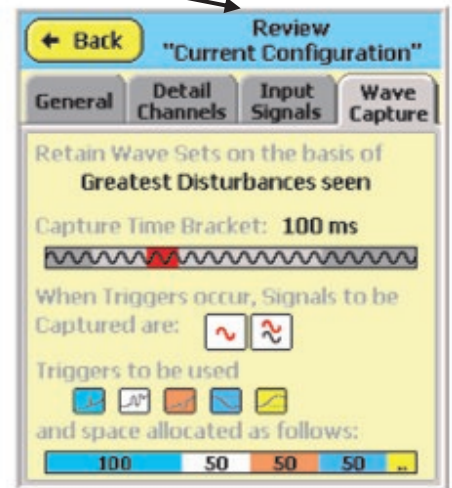 Back
Review
"Current Configuration"
General
Detail
Channels
Input
Signals
Wave
Capture
Retain Wave Sets on the basis of
Greatest Disturbances seen
Capture Time Bracket: 100 ms
When Triggers occur, Signals to be
Captured are:
Triggers to be used
and space allocated as follows:
100 50 50 50 ..